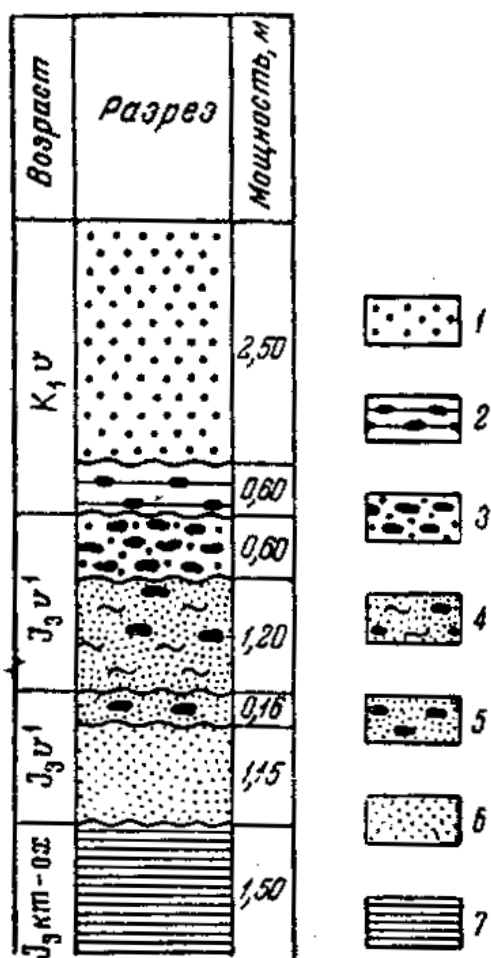 Возраст
Разрез
Мощность, м
K₁v
2,50
0,60
J₃v¹
0,60
1,20
J₃v¹
0,16
1,15
J₃km-ox
1,50
1
2
3
4
5
6
7